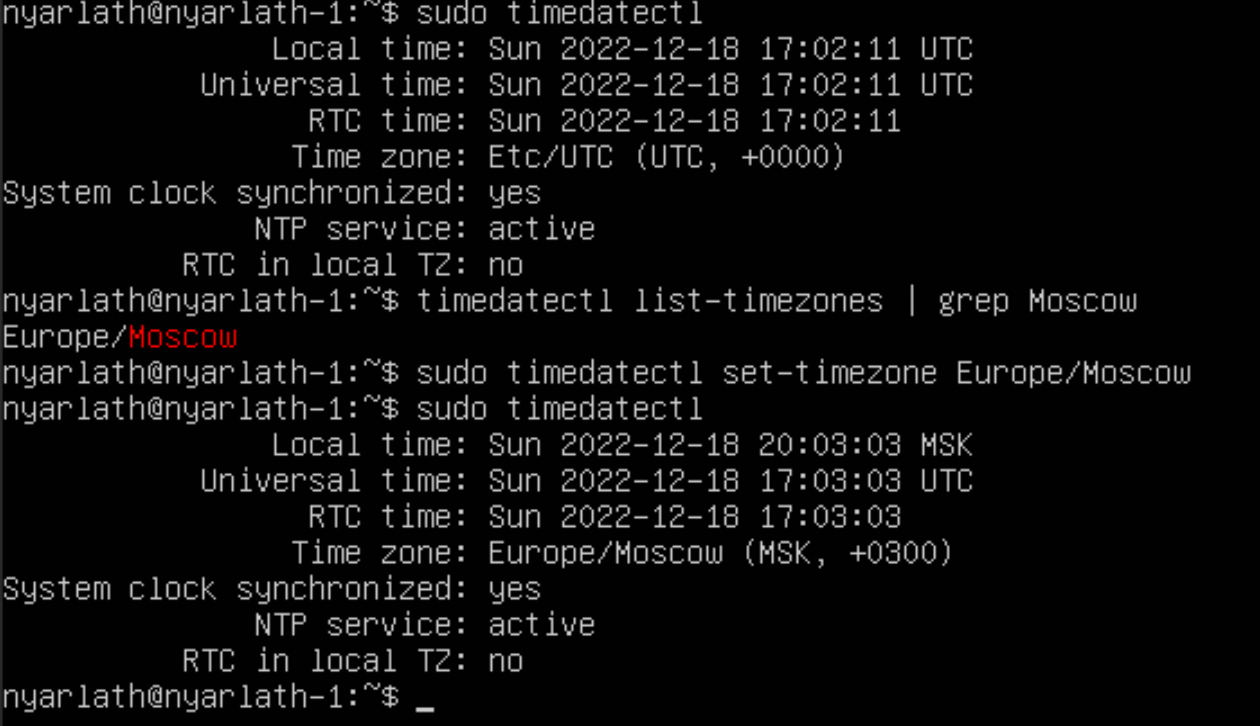 nyarlath@nyarlath-1:~$ sudo timedatectl
Local time: Sun 2022-12-18 17:02:11 UTC
Universal time: Sun 2022-12-18 17:02:11 UTC
RTC time: Sun 2022-12-18 17:02:11
Time zone: Etc/UTC (UTC, +0000)
System clock synchronized: yes
NTP service: active
RTC in local TZ: no
nyarlath@nyarlath-1:~$ timedatectl list-timezones | grep Moscow
Europe/Moscow
nyarlath@nyarlath-1:~$ sudo timedatectl set-timezone Europe/Moscow
nyarlath@nyarlath-1:~$ sudo timedatectl
Local time: Sun 2022-12-18 20:03:03 MSK
Universal time: Sun 2022-12-18 17:03:03 UTC
RTC time: Sun 2022-12-18 17:03:03
Time zone: Europe/Moscow (MSK, +0300)
System clock synchronized: yes
NTP service: active
RTC in local TZ: no
nyarlath@nyarlath-1:~$ _